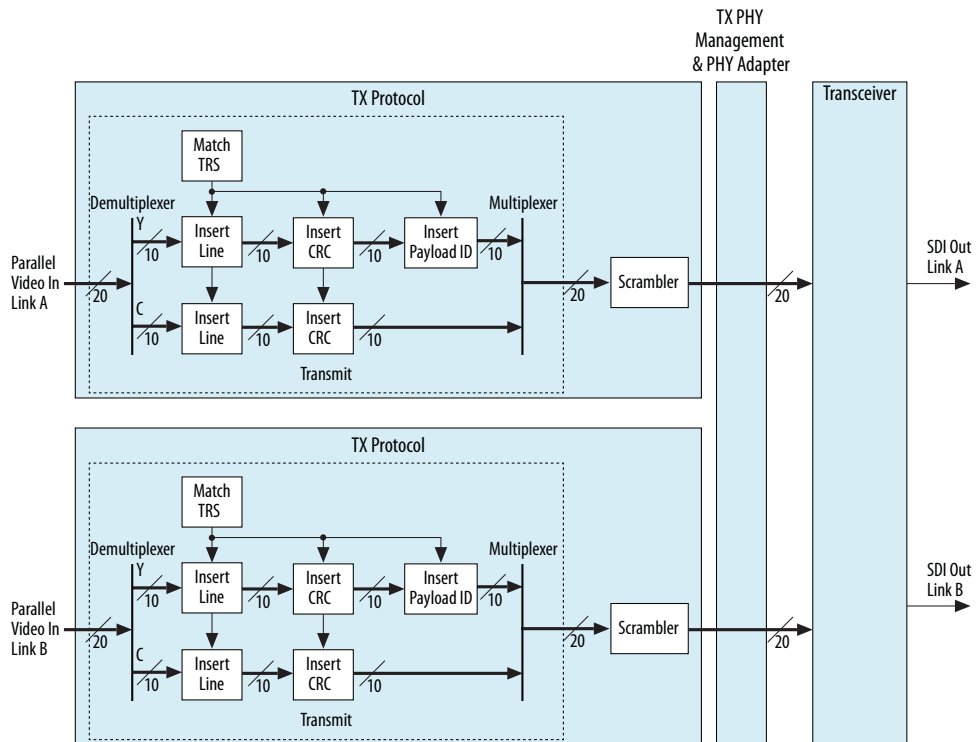 TX PHY
Management
& PHY Adapter
TX Protocol
Transceiver
Match
TRS
Demultiplexer
Multiplexer
Y
Insert
Line
Insert
CRC
Insert
Payload ID
10
10
10
10
Parallel
Video In
Link A
20
20
Scrambler
20
SDI Out
Link A
C
10
Insert
Line
10
Insert
CRC
10
Transmit
TX Protocol
Match
TRS
Demultiplexer
Multiplexer
Y
Insert
Line
Insert
CRC
Insert
Payload ID
10
10
10
10
SDI Out
Link B
Parallel
Video In
Link B
20
20
Scrambler
20
C
10
Insert
Line
10
Insert
CRC
10
Transmit